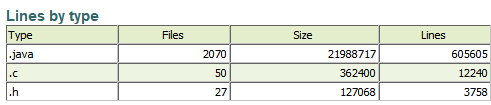 Lines by type
Type Files Size Lines
.java 2070 21988717 605605
.c 50 362400 12240
.h 27 127068 3758